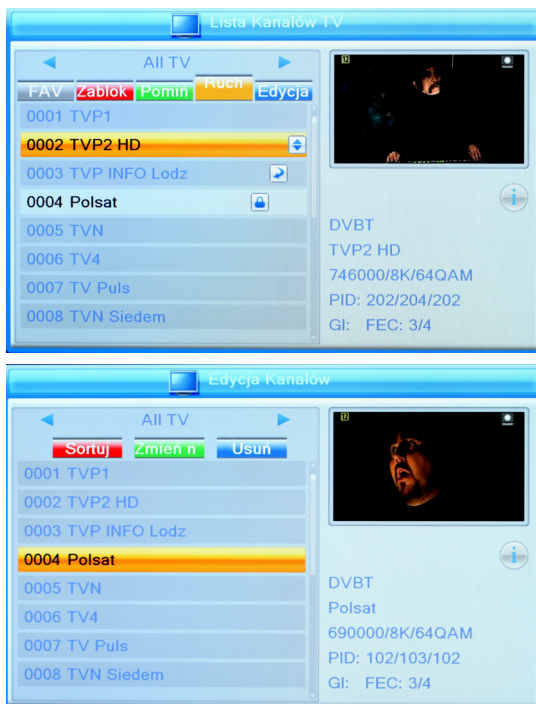 Lista Kanalów TV
All TV
FAV Zablok Pomiń Ruch Edycja
0001 TVP1
0002 TVP2 HD
0003 TVP INFO Lodz
0004 Polsat
0005 TVN
0006 TV4
0007 TV Puls
0008 TVN Siedem
12
DVBT
TVP2 HD
746000/8K/64QAM
PID: 202/204/202
GI: FEC: 3/4
Edycja Kanalów
All TV
Sortuj Zmień n Usuń
0001 TVP1
0002 TVP2 HD
0003 TVP INFO Lodz
0004 Polsat
0005 TVN
0006 TV4
0007 TV Puls
0008 TVN Siedem
12
DVBT
Polsat
690000/8K/64QAM
PID: 102/103/102
GI: FEC: 3/4